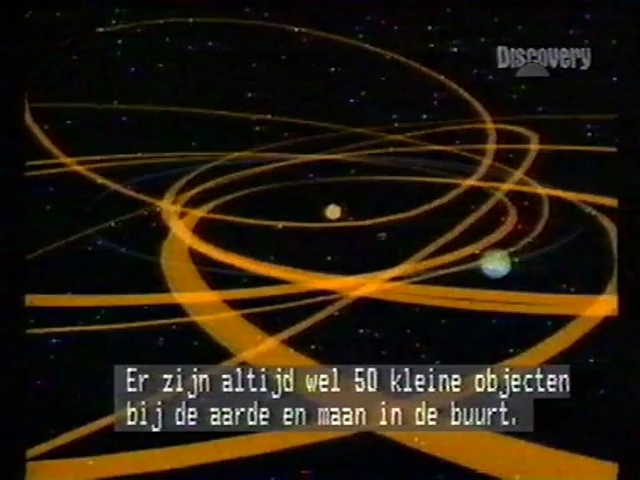 Discovery
Er zijn altijd wel 50 kleine objecten
bij de aarde en maan in de buurt.